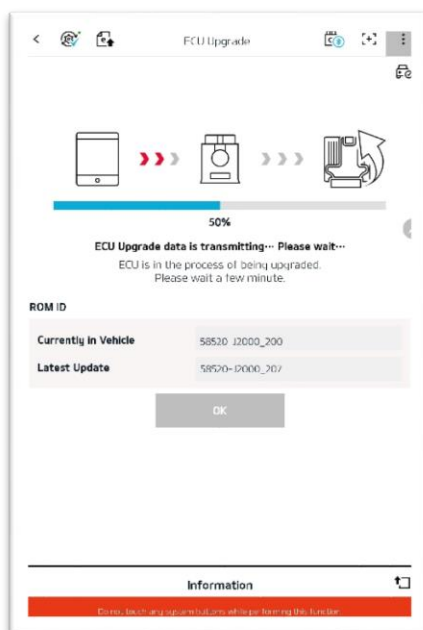 ECU Upgrade
50%
ECU Upgrade data is transmitting··· Please wait···
ECU is in the process of being upgraded.
Please wait a few minute.
ROM ID
Currently in Vehicle 58520-J2000_200
Latest Update 58520-J2000_207
OK
Information
Do not touch any system buttons while performing this function.